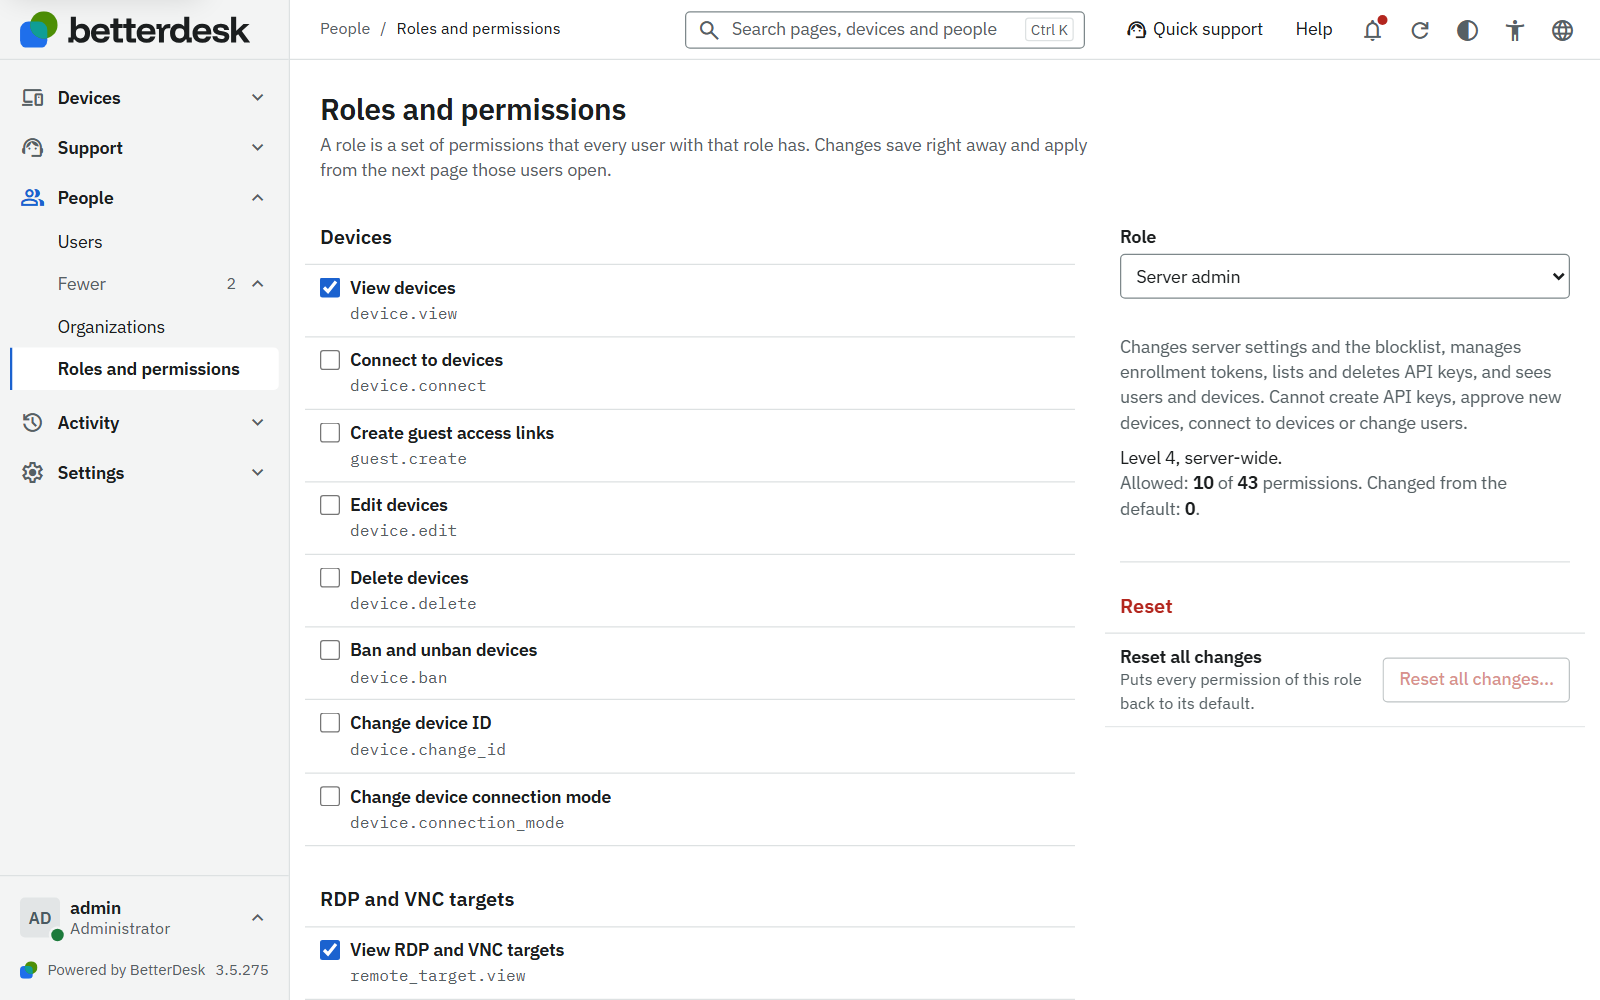 betterdesk
People / Roles and permissions
Search pages, devices and people Ctrl K
Quick support
Help
Devices
Support
People
Users
Fewer 2
Organizations
Roles and permissions
Activity
Settings
AD
admin
Administrator
Powered by BetterDesk 3.5.275
Roles and permissions
A role is a set of permissions that every user with that role has. Changes save right away and apply
from the next page those users open.
Devices
View devices
device.view
Connect to devices
device.connect
Create guest access links
guest.create
Edit devices
device.edit
Delete devices
device.delete
Ban and unban devices
device.ban
Change device ID
device.change_id
Change device connection mode
device.connection_mode
RDP and VNC targets
View RDP and VNC targets
remote_target.view
Role
Server admin
Changes server settings and the blocklist, manages
enrollment tokens, lists and deletes API keys, and sees
users and devices. Cannot create API keys, approve new
devices, connect to devices or change users.
Level 4, server-wide.
Allowed: 10 of 43 permissions. Changed from the
default: 0.
Reset
Reset all changes
Puts every permission of this role
back to its default.
Reset all changes...